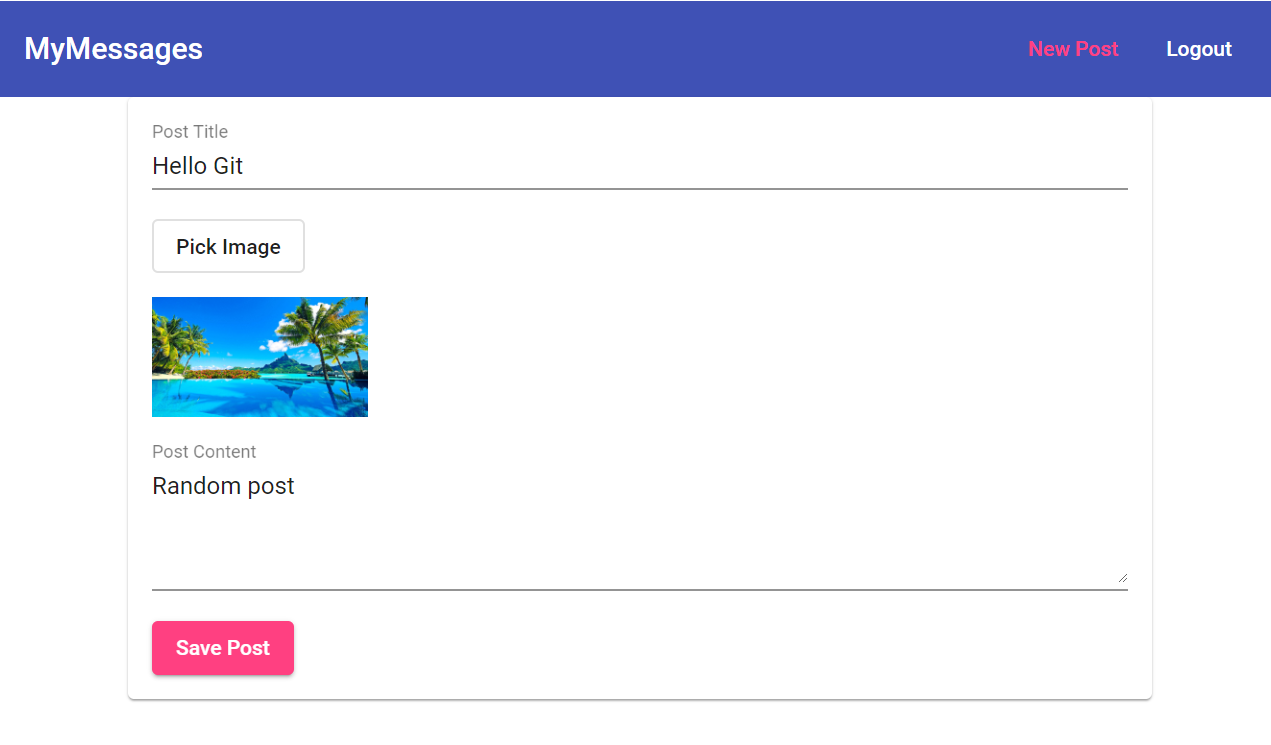 MyMessages
New Post
Logout
Post Title
Hello Git
Pick Image
Post Content
Random post
Save Post